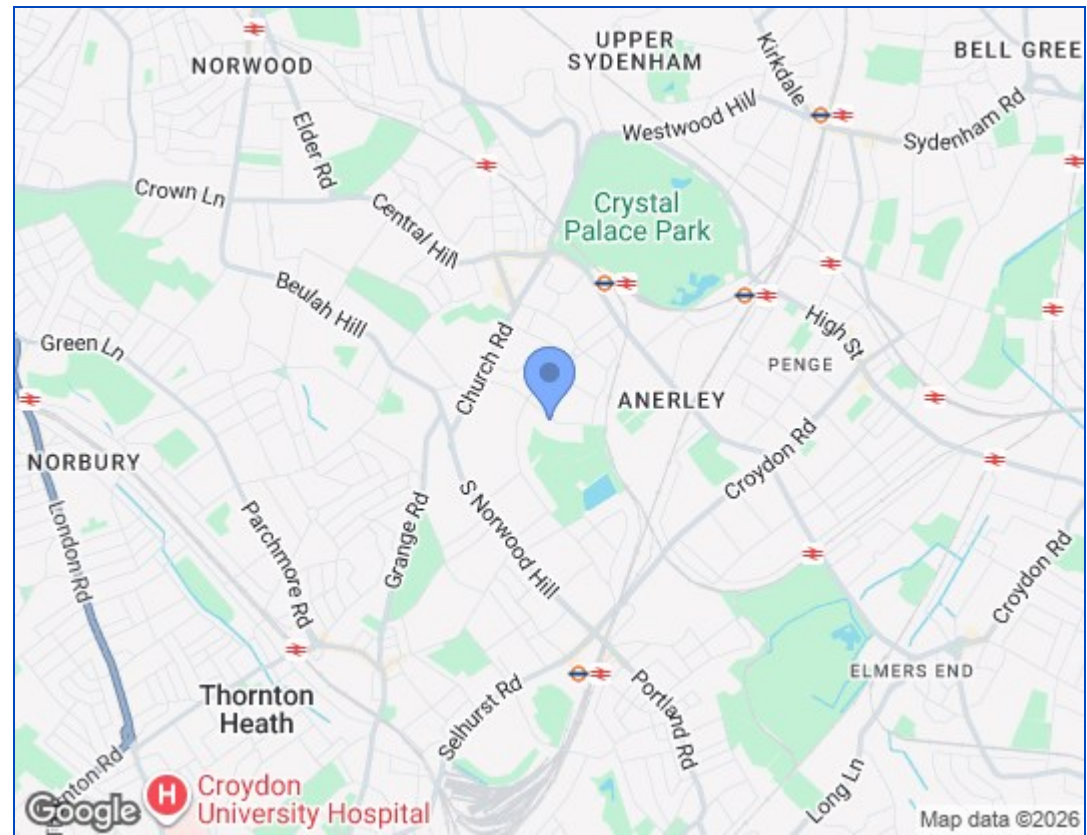 UPPER
SYDENHAM
BELL GREE
NORWOOD
Kirkdale
Westwood Hill
Sydenham Rd
Elder Rd
Crown Ln
Central Hill
Crystal
Palace Park
Beulah Hill
High St
Green Ln
Church Rd
PENGE
ANERLEY
NORBURY
Croydon Rd
London Rd
Parchmore Rd
Grange Rd
S Norwood Hill
Croydon Rd
ELMERS END
Thornton
Heath
Selhurst Rd
Portland Rd
Long Ln
nton Rd
H
Croydon
University Hospital
Google
Map data ©2026